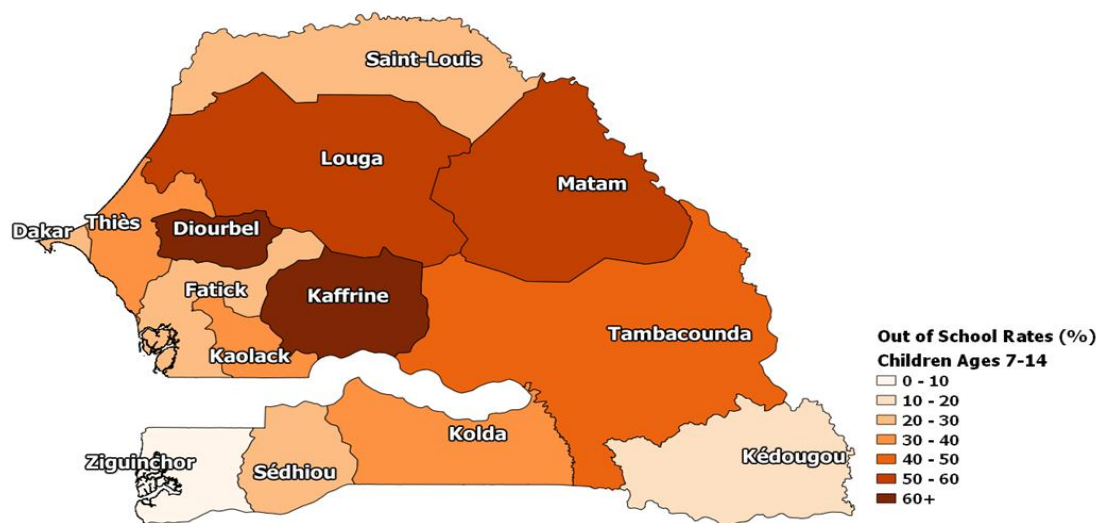 Saint-Louis
Louga
Matam
Thiès
Diourbel
Dakar
Fatick
Kaffrine
Tambacounda
Kaolack
Kolda
Ziguinchor
Sédhiou
Kédougou
Out of School Rates (%)
Children Ages 7-14
0 - 10
10 - 20
20 - 30
30 - 40
40 - 50
50 - 60
60+